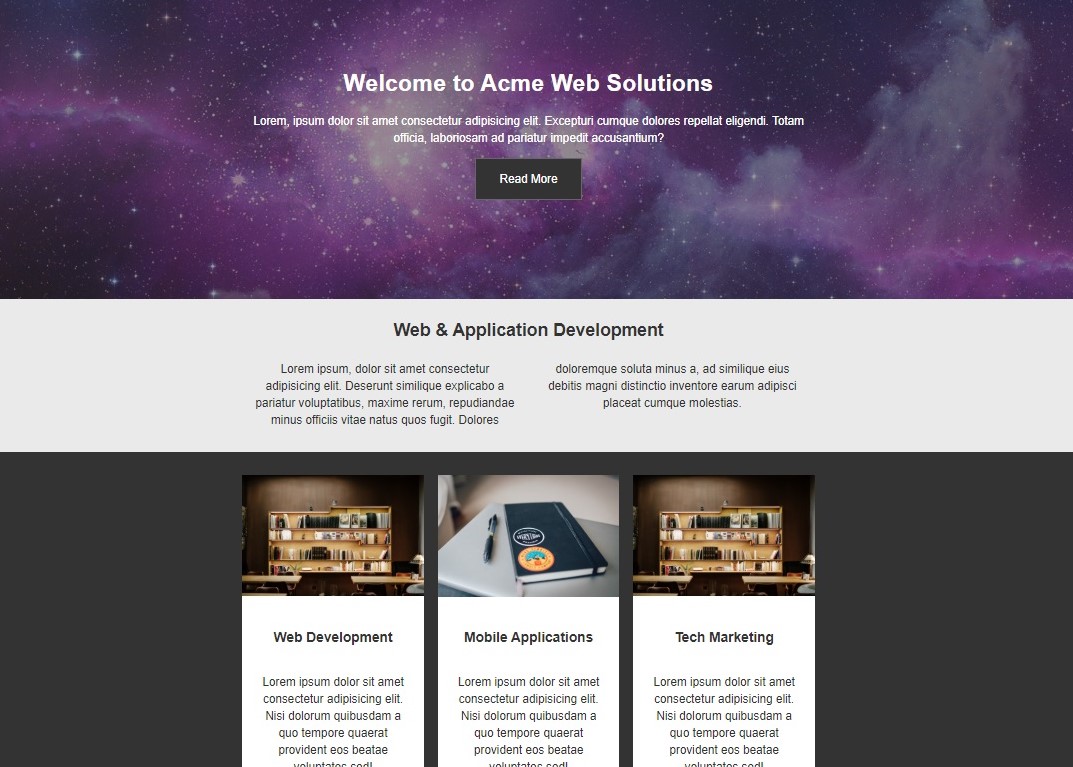 Welcome to Acme Web Solutions
Lorem, ipsum dolor sit amet consectetur adipisicing elit. Excepturi cumque dolores repellat eligendi. Totam
officia, laboriosam ad pariatur impedit accusantium?
Read More
Web & Application Development
Lorem ipsum, dolor sit amet consectetur
adipisicing elit. Deserunt similique explicabo a
pariatur voluptatibus, maxime rerum, repudiandae
minus officiis vitae natus quos fugit. Dolores
doloremque soluta minus a, ad similique eius
debitis magni distinctio inventore earum adipisci
placeat cumque molestias.
Web Development
Lorem ipsum dolor sit amet
consectetur adipisicing elit.
Nisi dolorum quibusdam a
quo tempore quaerat
provident eos beatae
voluptates sed!
Mobile Applications
Lorem ipsum dolor sit amet
consectetur adipisicing elit.
Nisi dolorum quibusdam a
quo tempore quaerat
provident eos beatae
voluptates sed!
Tech Marketing
Lorem ipsum dolor sit amet
consectetur adipisicing elit.
Nisi dolorum quibusdam a
quo tempore quaerat
provident eos beatae
voluptates sed!